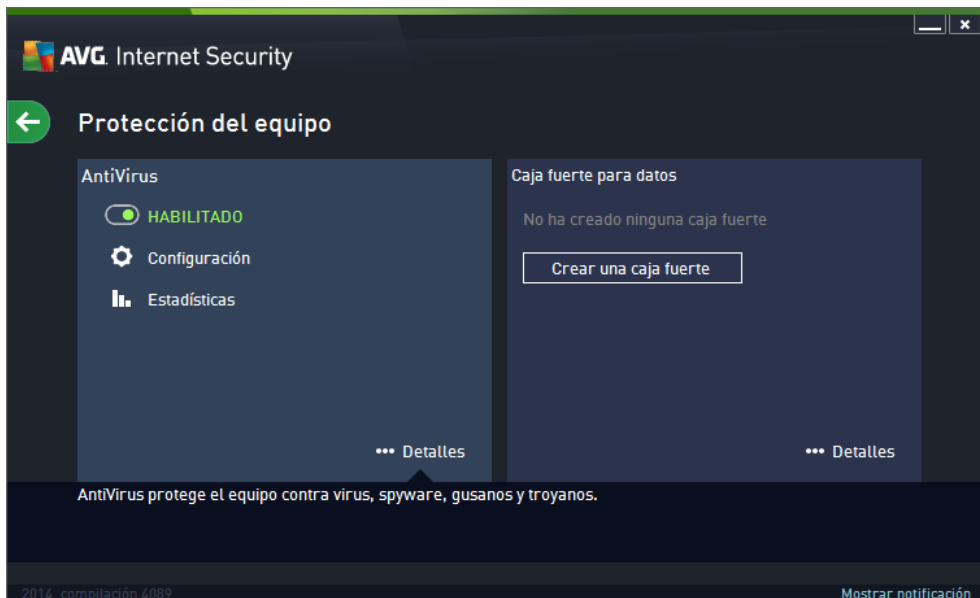 AVG. Internet Security
Protección del equipo
AntiVirus
HABILITADO
Configuración
Estadísticas
••• Detalles
Caja fuerte para datos
No ha creado ninguna caja fuerte
Crear una caja fuerte
••• Detalles
AntiVirus protege el equipo contra virus, spyware, gusanos y troyanos.
2014 compilación 4089
Mostrar notificación